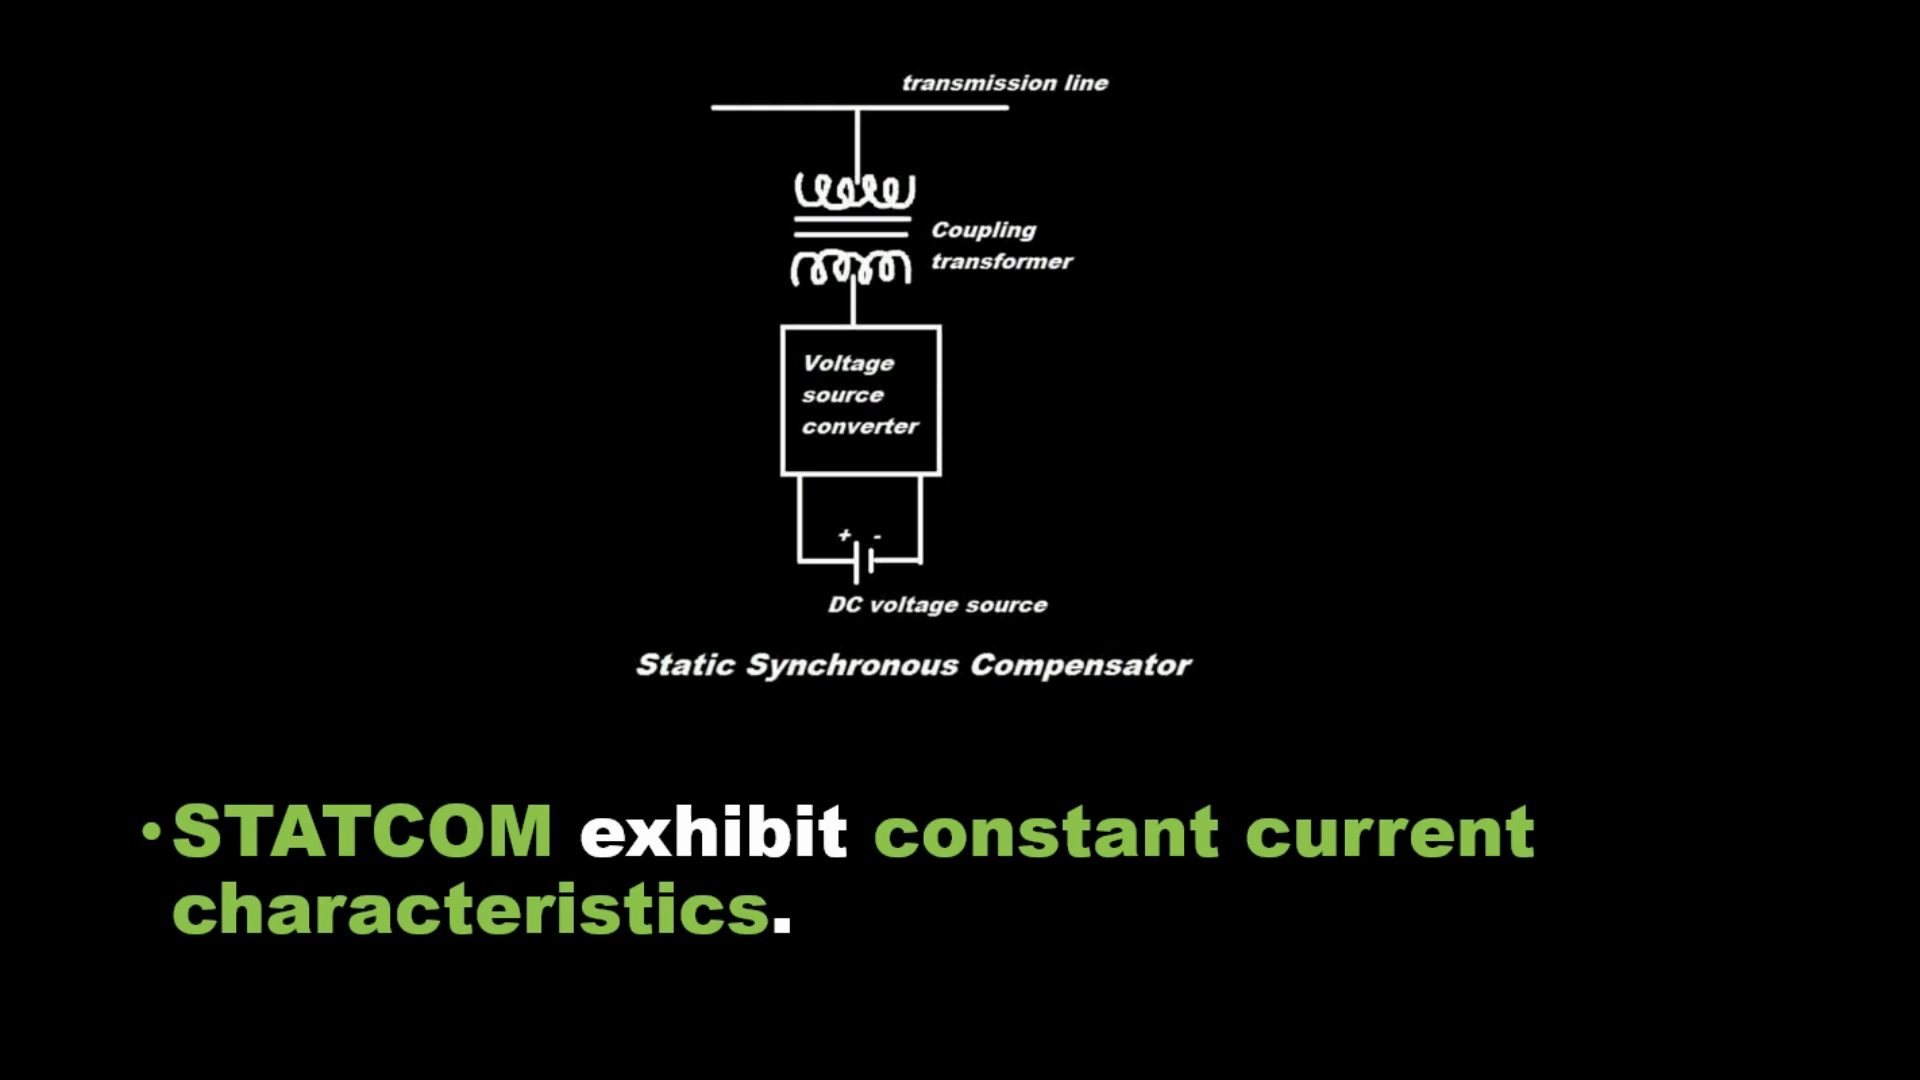 transmission line
Coupling
transformer
Voltage
source
converter
+ -
DC voltage source
Static Synchronous Compensator
•STATCOM exhibit constant current
characteristics.